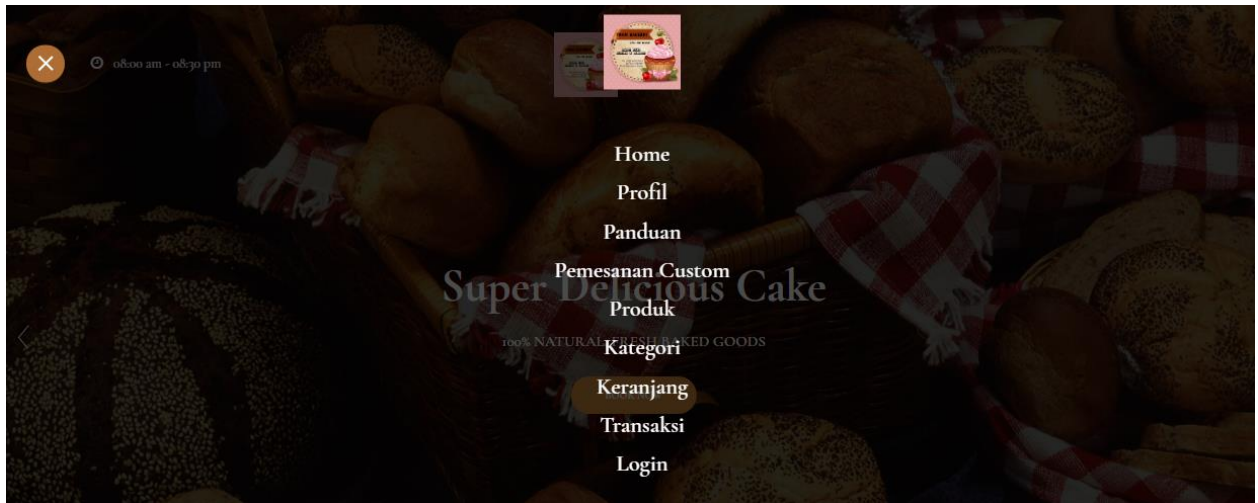 08:00 am - 08:30 pm
Home
Profil
Panduan
Pemesanan Custom
Super Delicious Cake
Produk
100% NATURAL, FRESH BAKED GOODS
Kategori
Keranjang
Transaksi
Login